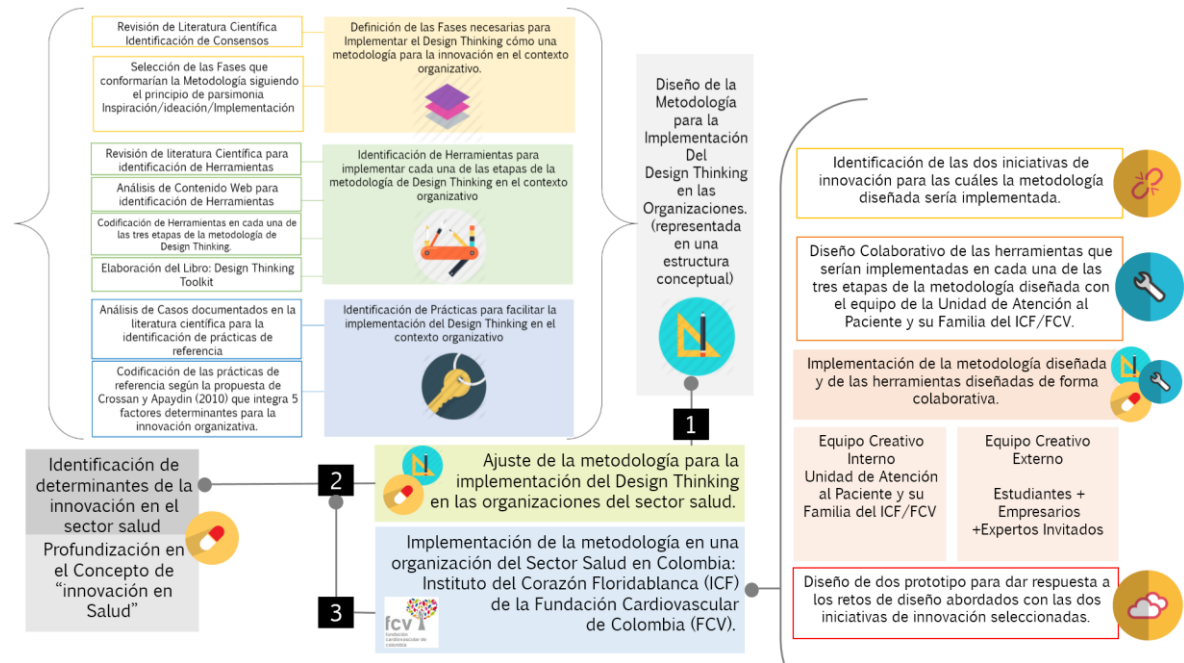 Revisión de Literatura Científica
Identificación de Consensos
Selección de las Fases que
conformarían la Metodología siguiendo
el principio de parsimonia
Inspiración/ideación/Implementación
Definición de las Fases necesarias para
Implementar el Design Thinking cómo una
metodología para la innovación en el contexto
organizativo.
Revisión de literatura Científica para
identificación de Herramientas
Análisis de Contenido Web para
identificación de Herramientas
Codificación de Herramientas en cada una de
las tres etapas de la metodología de
Design Thinking.
Elaboración del Libro: Design Thinking
Toolkit
Identificación de Herramientas para
implementar cada una de las etapas de la
metodología de Design Thinking en el contexto
organizativo
Análisis de Casos documentados en la
literatura científica para la
identificación de prácticas de
referencia
Codificación de las prácticas de
referencia según la propuesta de
Crossan y Apaydin (2010) que integra 5
factores determinantes para la
innovación organizativa.
Identificación de Prácticas para facilitar la
implementación del Design Thinking en el
contexto organizativo
Diseño de la
Metodología
para la
Implementación
Del
Design Thinking
en las
Organizaciones.
(representada
en una
estructura
conceptual)
1
Identificación de
determinantes de la
innovación en el
sector salud
Profundización en
el Concepto de
“innovación en
Salud”
2
Ajuste de la metodología para la
implementación del Design Thinking
en las organizaciones del sector salud.
3
Implementación de la metodología en una
organización del Sector Salud en Colombia:
Instituto del Corazón Floridablanca (ICF)
de la Fundación Cardiovascular
de Colombia (FCV).
fcv
fundación
cardiovascular de
colombia
Identificación de las dos iniciativas de
innovación para las cuáles la metodología
diseñada sería implementada.
Diseño Colaborativo de las herramientas que
serían implementadas en cada una de las
tres etapas de la metodología diseñada con
el equipo de la Unidad de Atención al
Paciente y su Familia del ICF/FCV.
Implementación de la metodología diseñada
y de las herramientas diseñadas de forma
colaborativa.
Equipo Creativo
Interno
Unidad de Atención
al Paciente y su
Familia del ICF/FCV
Equipo Creativo
Externo
Estudiantes +
Empresarios
+Expertos Invitados
Diseño de dos prototipo para dar respuesta a
los retos de diseño abordados con las dos
iniciativas de innovación seleccionadas.